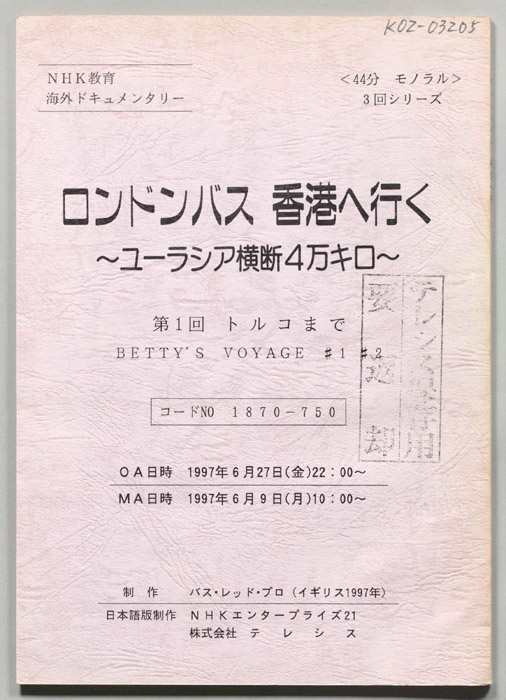 K02-03205
NHK教育
海外ドキュメンタリー
<44分 モノラル>
3回シリーズ
ロンドンバス 香港へ行く
~ユーラシア横断4万キロ~
第1回 トルコまで
BETTY'S VOYAGE #1 #2
要返却
コードNO 1870-750
OA日時 1997年6月27日(金)22:00~
MA日時 1997年6月9日(月)10:00~
制作 バス・レッド・プロ(イギリス1997年)
日本語版制作 NHKエンタープライズ21
株式会社 テレシス